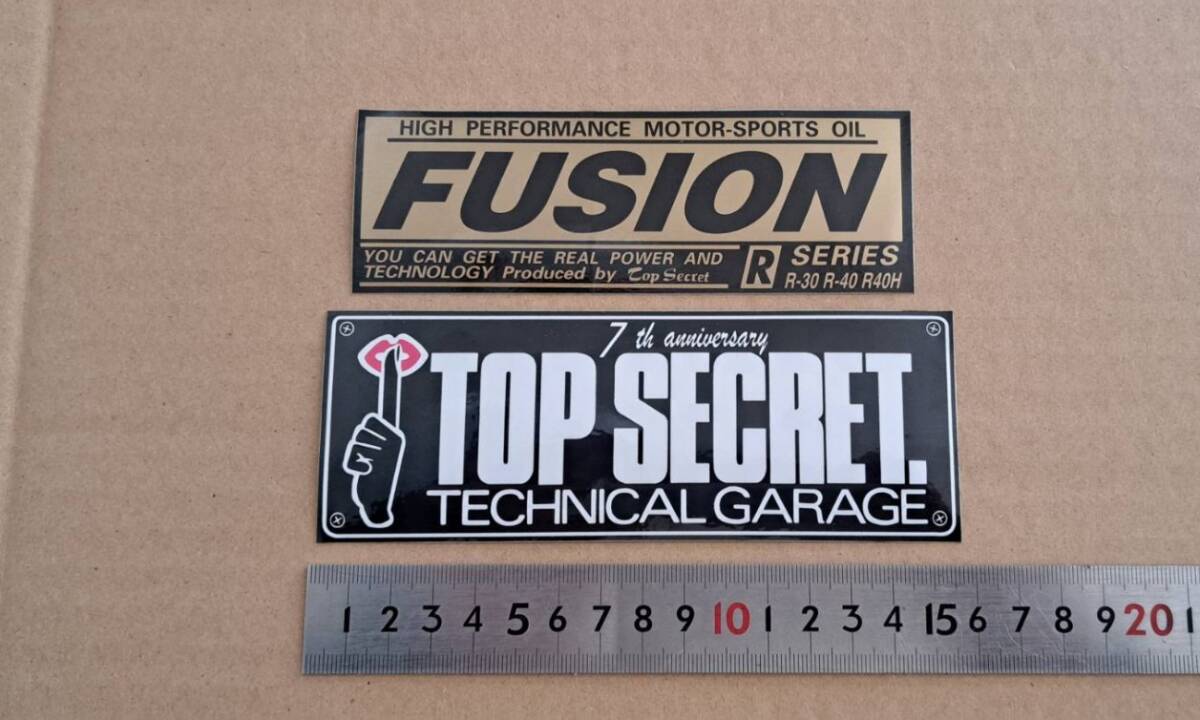 HIGH PERFORMANCE MOTOR-SPORTS OIL
FUSION
YOU CAN GET THE REAL POWER AND
TECHNOLOGY Produced by Top Secret
R SERIES
R-30 R-40 R40H
7 th anniversary
TOP SECRET.
TECHNICAL GARAGE
1 2 3 4 5 6 7 8 9 10 1 2 3 4 15 6 7 8 9 20 1